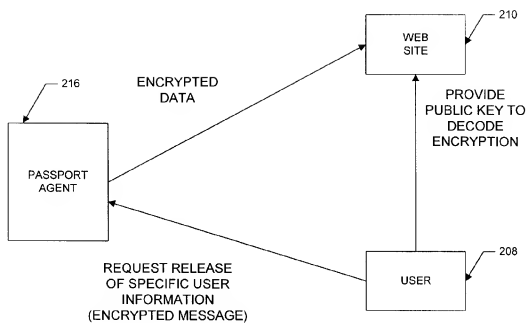 210
WEB
SITE
216
ENCRYPTED
DATA
PROVIDE
PUBLIC KEY TO
DECODE
ENCRYPTION
PASSPORT
AGENT
208
USER
REQUEST RELEASE
OF SPECIFIC USER
INFORMATION
(ENCRYPTED MESSAGE)